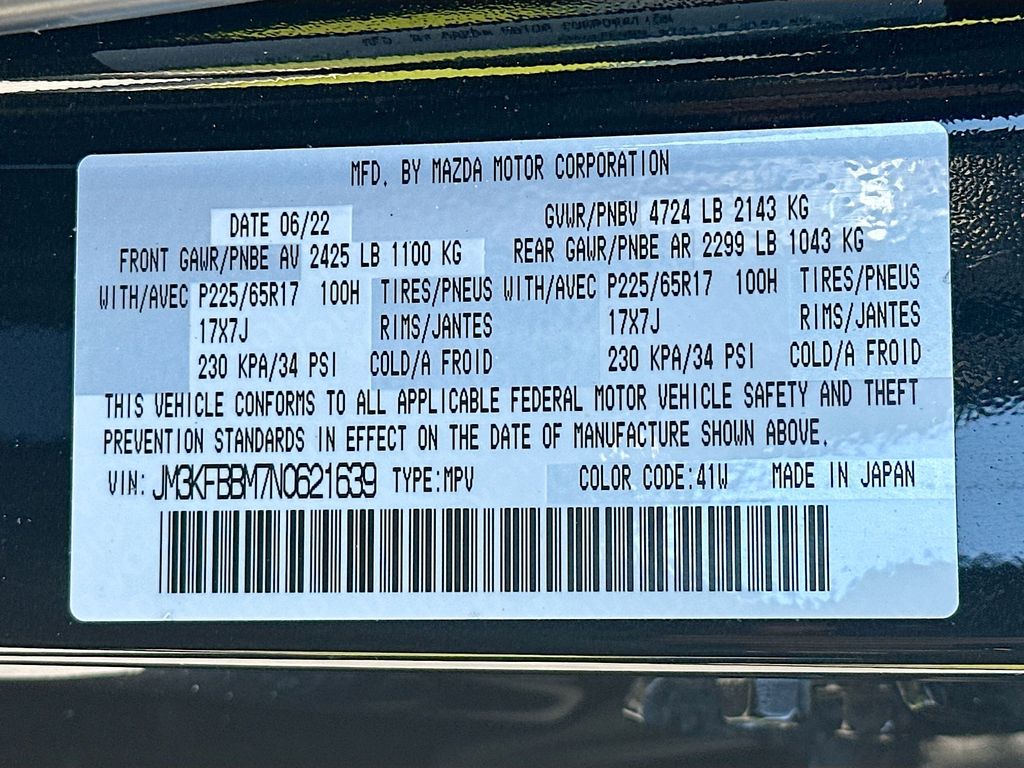 MFD. BY MAZDA MOTOR CORPORATION
DATE 06/22 GVWR/PNBV 4724 LB 2143 KG
FRONT GAWR/PNBE AV 2425 LB 1100 KG REAR GAWR/PNBE AR 2299 LB 1043 KG
WITH/AVEC P225/65R17 100H TIRES/PNEUS WITH/AVEC P225/65R17 100H TIRES/PNEUS
17X7J RIMS/JANTES 17X7J RIMS/JANTES
230 KPA/34 PSI COLD/A FROID 230 KPA/34 PSI COLD/A FROID
THIS VEHICLE CONFORMS TO ALL APPLICABLE FEDERAL MOTOR VEHICLE SAFETY AND THEFT
PREVENTION STANDARDS IN EFFECT ON THE DATE OF MANUFACTURE SHOWN ABOVE.
VIN: JM3KFBBM7N0621639 TYPE:MPV COLOR CODE:41W MADE IN JAPAN